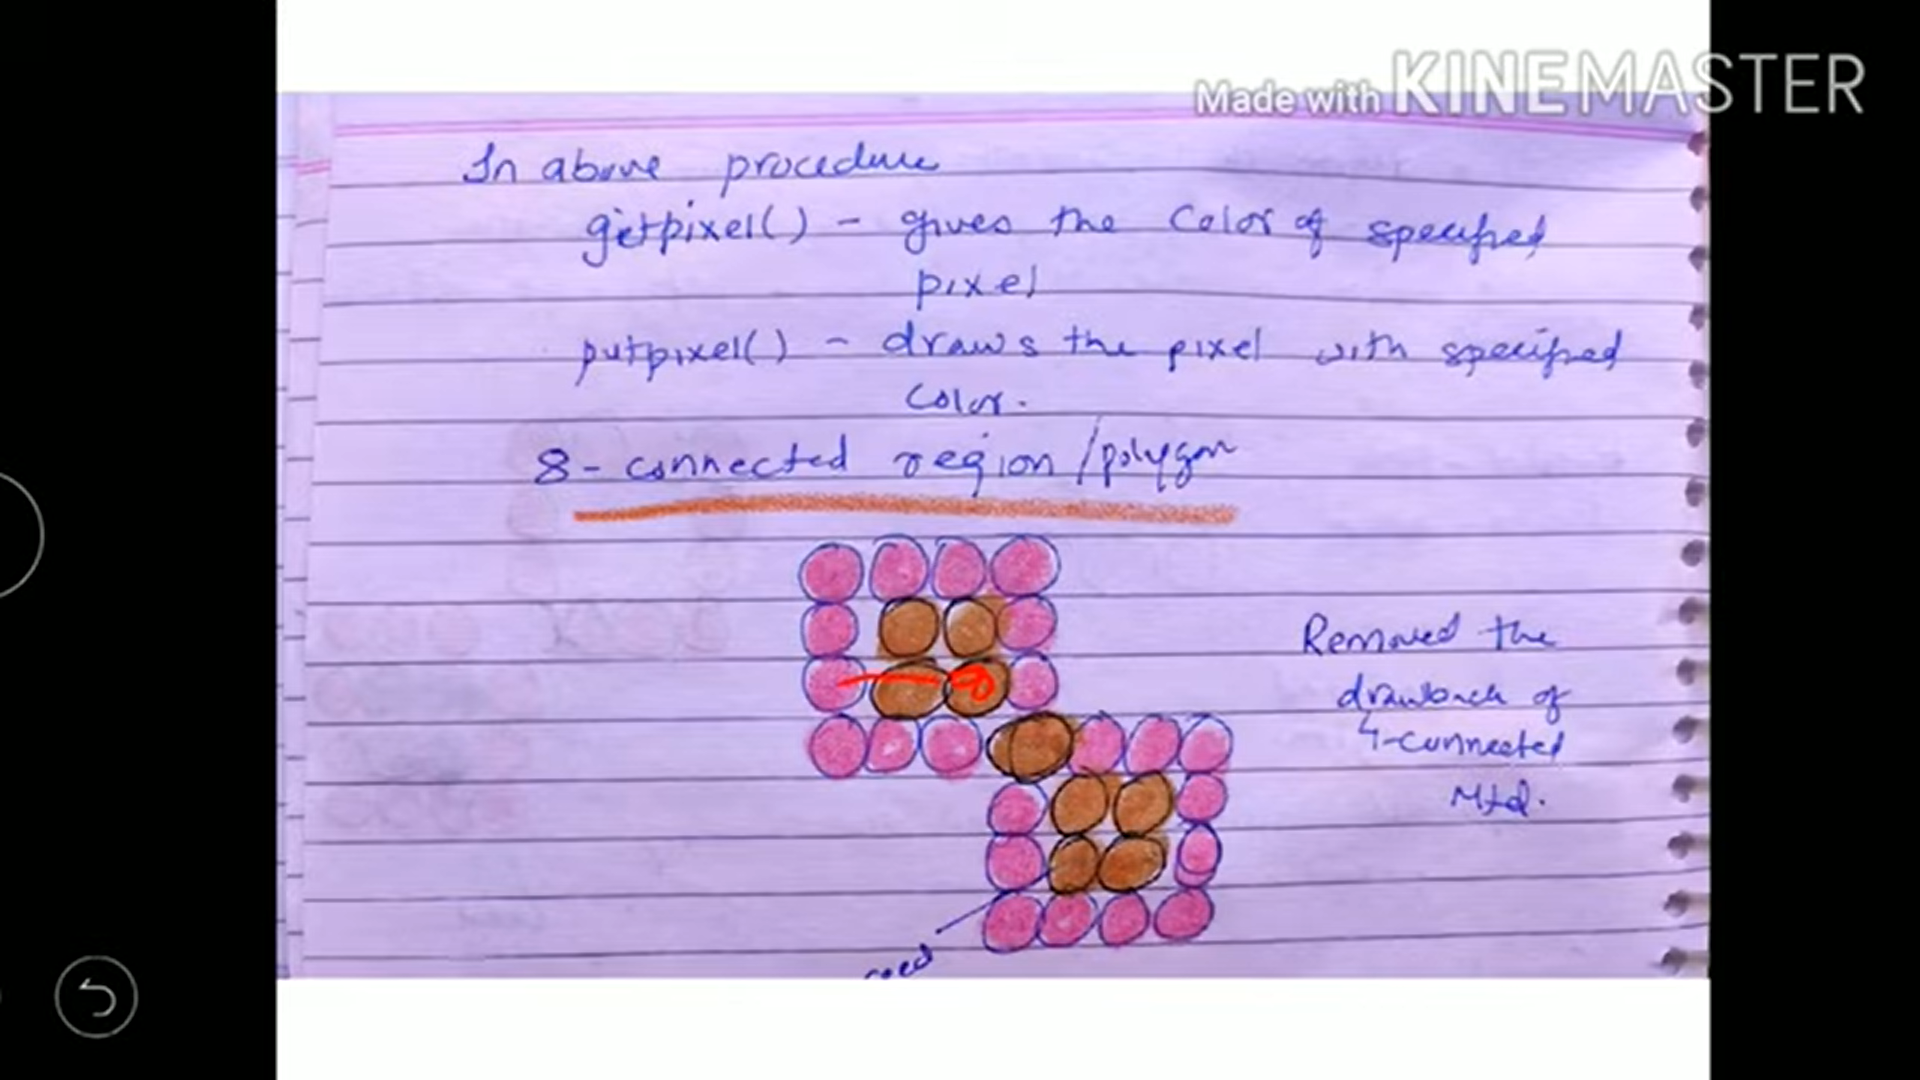 Made with KINEMASTER
In above procedure
getpixel() - gives the color of specified
pixel
putpixel() - draws the pixel with specified
color.
8-connected region/polygon
Removed the
drawback of
4-connected
Mtd.